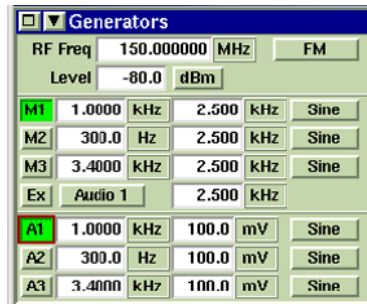 Generators
RF Freq 150.000000 MHz FM
Level -80.0 dBm
M1 1.0000 kHz 2.500 kHz Sine
M2 300.0 Hz 2.500 kHz Sine
M3 3.4000 kHz 2.500 kHz Sine
Ex Audio 1 2.500 kHz
A1 1.0000 kHz 100.0 mV Sine
A2 300.0 Hz 100.0 mV Sine
A3 3.4000 kHz 100.0 mV Sine